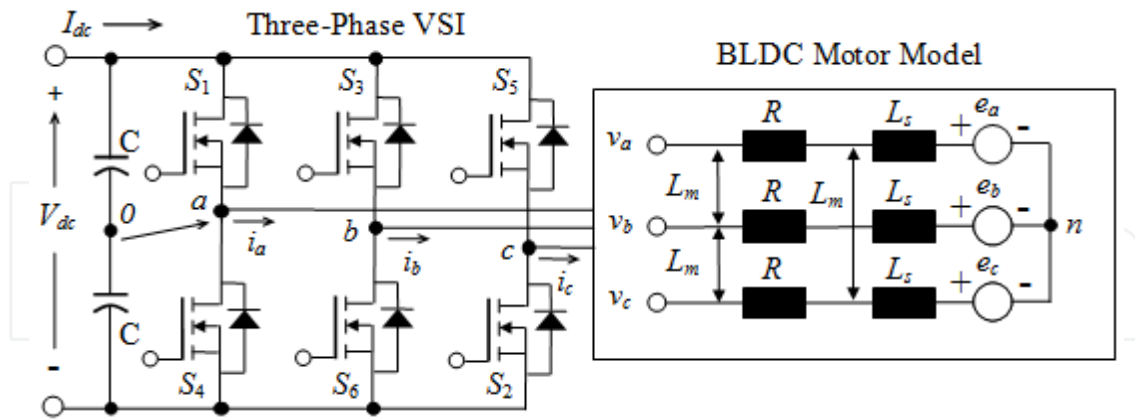 I_dc
Three-Phase VSI
BLDC Motor Model
S_1
S_3
S_5
+
C
V_dc
0
a
i_a
b
i_b
c
i_c
C
-
S_4
S_6
S_2
v_a
R
L_s
+
e_a
-
L_m
L_m
v_b
R
L_s
+
e_b
-
n
L_m
v_c
R
L_s
+
e_c
-